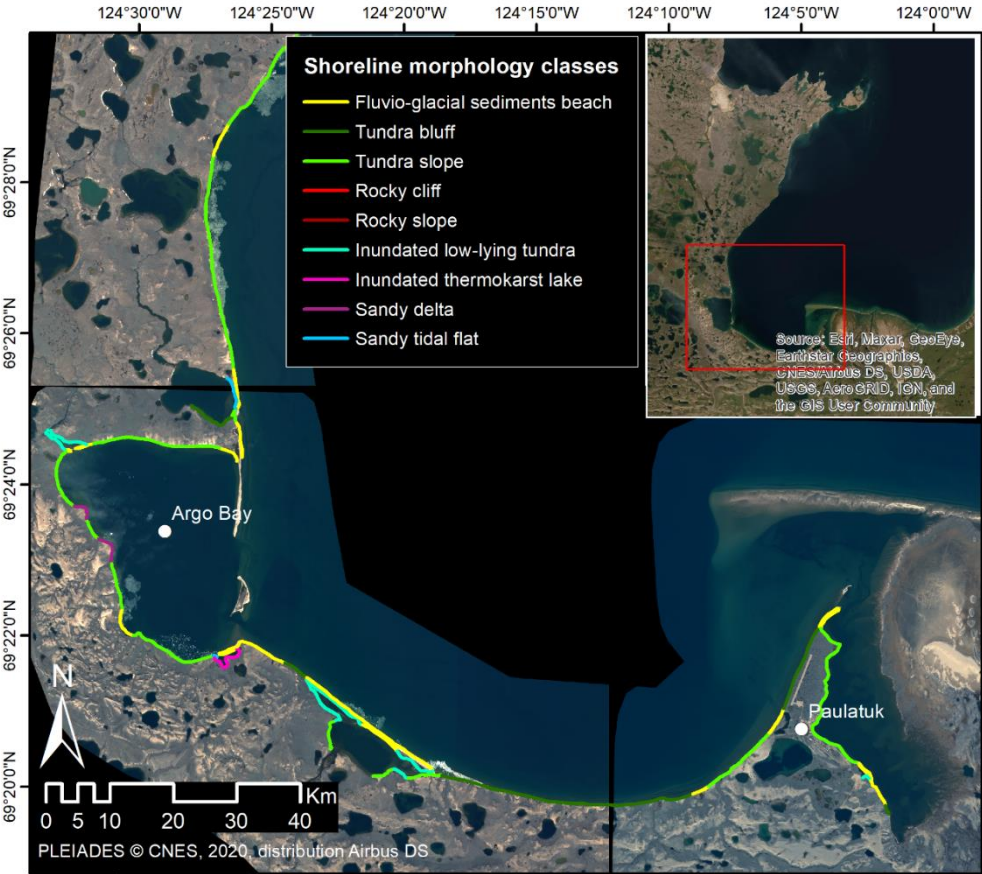 124°30'0"W 124°25'0"W 124°20'0"W 124°15'0"W 124°10'0"W 124°5'0"W 124°0'0"W
Shoreline morphology classes
Fluvio-glacial sediments beach
Tundra bluff
Tundra slope
Rocky cliff
Rocky slope
Inundated low-lying tundra
Inundated thermokarst lake
Sandy delta
Sandy tidal flat
Source: Esri, Maxar, GeoEye,
Earthstar Geographics,
CNES/Airbus DS, USDA,
USGS, AeroGRID, IGN, and
the GIS User Community
69°28'0"N
69°26'0"N
69°24'0"N
69°22'0"N
69°20'0"N
Argo Bay
Paulatuk
N
Km
0 5 10 20 30 40
PLEIADES © CNES, 2020, distribution Airbus DS